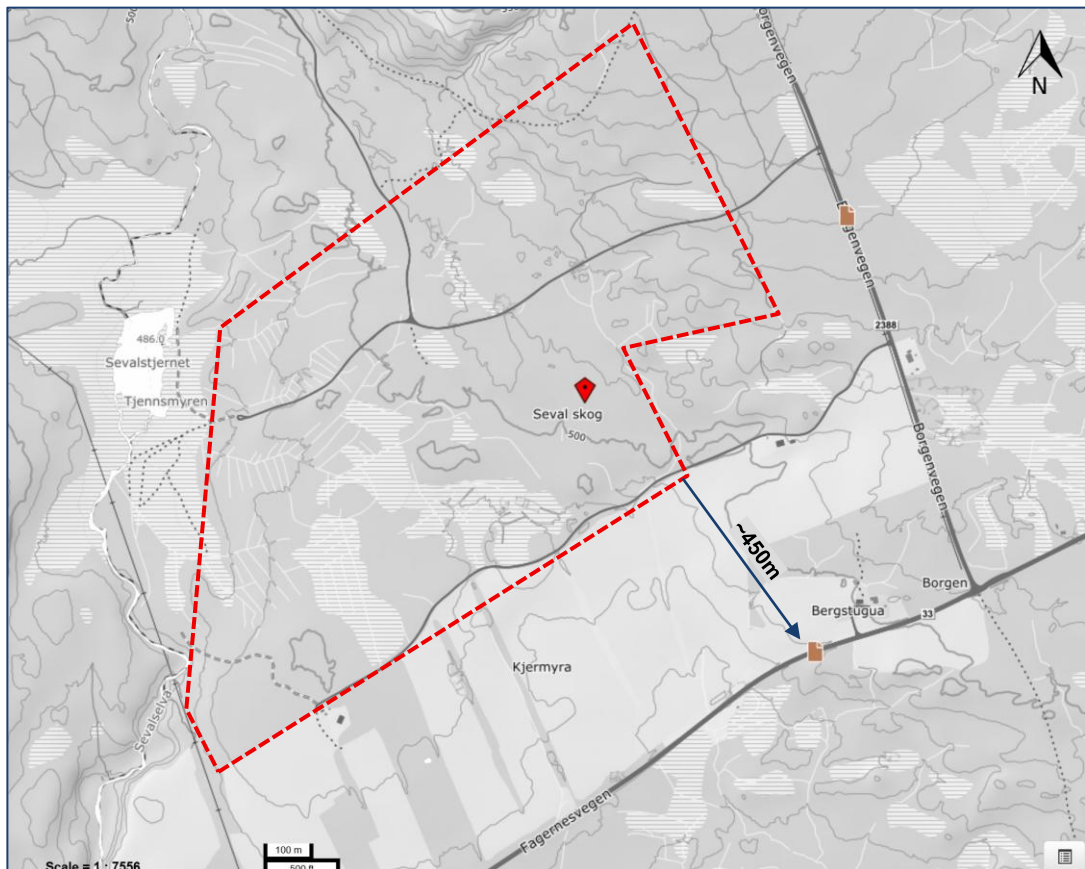 500
Borgenvegen
N
Borgenvegen
2388
486.0
Sevalstjernet
Tjennsmyren
Seval skog
500
Borgenvegen
~450m
Borgen
Bergstugua
33
Kjermyra
Sevalselva
Fagernesvegen
100 m
500 ft
Scale = 1 : 7556